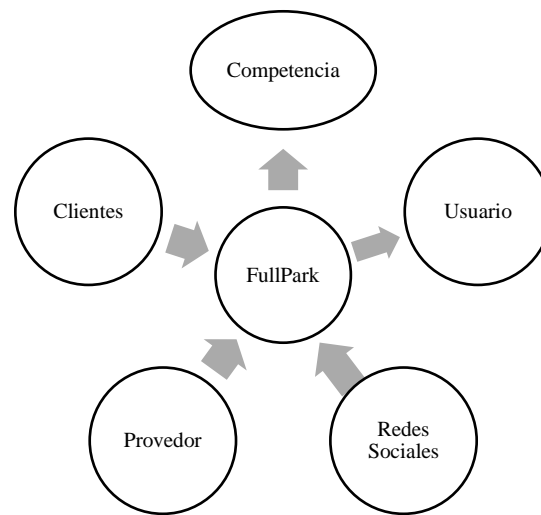 Competencia
Clientes
Usuario
FullPark
Provedor
Redes
Sociales